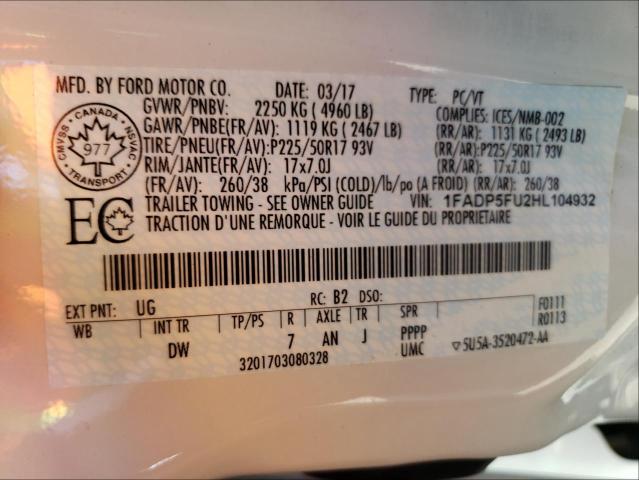 MFD. BY FORD MOTOR CO. DATE: 03/17 TYPE: PC/VT
GVWR/PNBV: 2250 KG ( 4960 LB) COMPLIES: ICES/NMB-002
GAWR/PNBE(FR/AV): 1119 KG ( 2467 LB) (RR/AR): 1131 KG ( 2493 LB)
TIRE/PNEU(FR/AV):P225/50R17 93V (RR/AR):P225/50R17 93V
RIM/JANTE(FR/AV): 17x7.0J (RR/AR): 17x7.0J
(FR/AV): 260/38 kPa/PSI (COLD)/lb/po(A FROID) (RR/AR): 260/38
TRAILER TOWING - SEE OWNER GUIDE VIN: 1FADP5FU2HL104932
TRACTION D'UNE REMORQUE - VOIR LE GUIDE DU PROPRIETAIRE
CMVSS · CANADA · NSVAC
977
TRANSPORT
EC
EXT PNT: UG RC: B2 DSO:
WB INT TR TP/PS R AXLE TR SPR F0111
R0113
DW 7 AN J PPPP
UMC ▽5U5A-3520472-AA
3201703080328